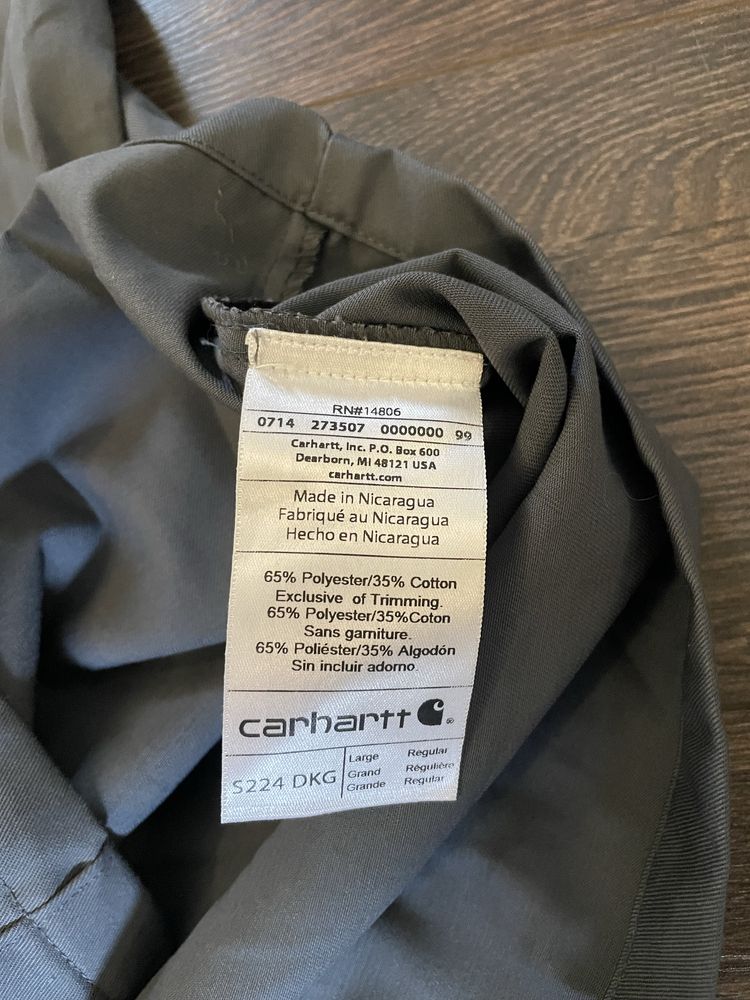 RN#14806
0714 273507 0000000 99
Carhartt, Inc. P.O. Box 600
Dearborn, MI 48121 USA
carhartt.com
Made in Nicaragua
Fabriqué au Nicaragua
Hecho en Nicaragua
65% Polyester/35% Cotton
Exclusive of Trimming.
65% Polyester/35%Coton
Sans garniture.
65% Poliéster/35% Algodón
Sin incluir adorno.
carhartt®
S224 DKG
Large Regular
Grand Régulière
Grande Regular